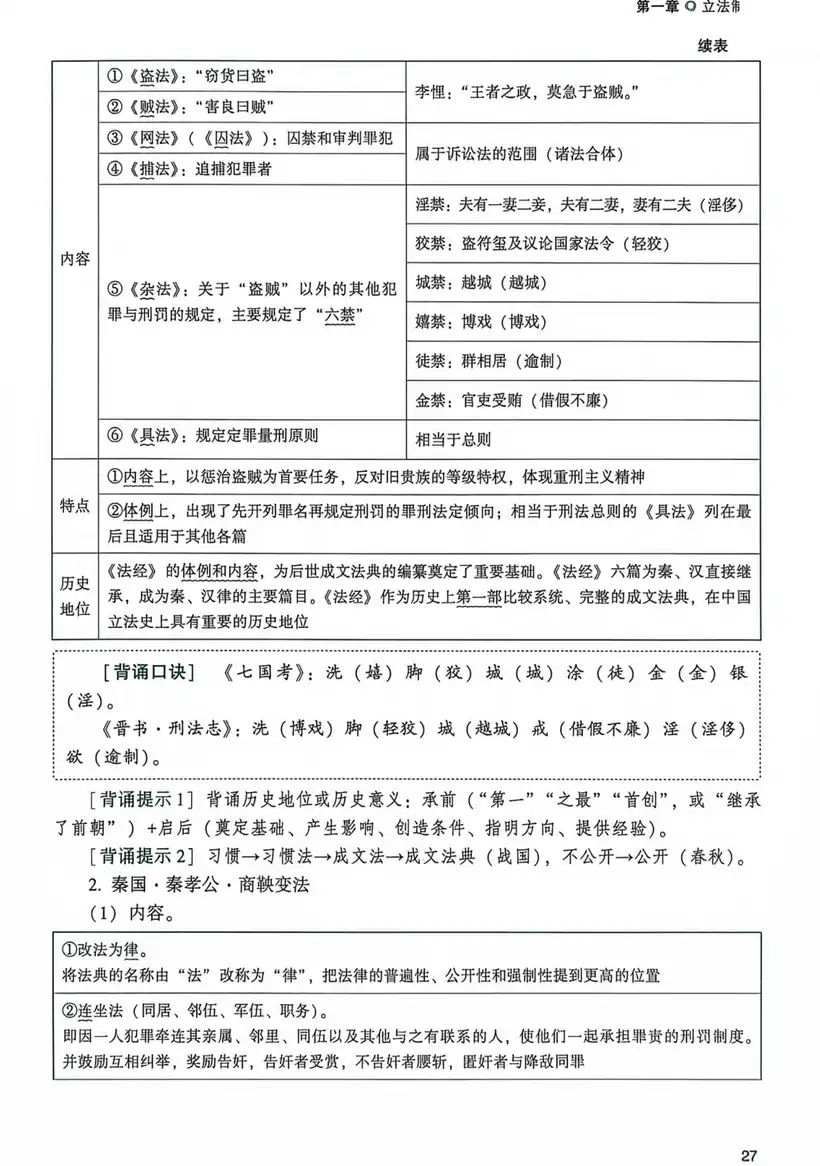 第一章 立法制
续表
内容
①《盗法》：“窃货曰盗”
②《贼法》：“害良曰贼”
李悝：“王者之政，莫急于盗贼。”
③《网法》（《囚法》）：囚禁和审判罪犯
④《捕法》：追捕犯罪者
属于诉讼法的范围（诸法合体）
⑤《杂法》：关于“盗贼”以外的其他犯
罪与刑罚的规定，主要规定了“六禁”
淫禁：夫有一妻二妾，夫有二妻，妻有二夫（淫侈）
狡禁：盗符玺及议论国家法令（轻狡）
城禁：越城（越城）
嬉禁：博戏（博戏）
徒禁：群相居（逾制）
金禁：官吏受贿（借假不廉）
⑥《具法》：规定定罪量刑原则
相当于总则
特点
①内容上，以惩治盗贼为首要任务，反对旧贵族的等级特权，体现重刑主义精神
②体例上，出现了先开列罪名再规定刑罚的罪刑法定倾向；相当于刑法总则的《具法》列在最
后且适用于其他各篇
历史
地位
《法经》的体例和内容，为后世成文法典的编纂奠定了重要基础。《法经》六篇为秦、汉直接继
承，成为秦、汉律的主要篇目。《法经》作为历史上第一部比较系统、完整的成文法典，在中国
立法史上具有重要的历史地位
［背诵口诀］ 《七国考》：洗（嬉）脚（狡）城（城）涂（徒）金（金）银
（淫）。
《晋书·刑法志》：洗（博戏）脚（轻狡）城（越城）戒（借假不廉）淫（淫侈）
欲（逾制）。
［背诵提示1］背诵历史地位或历史意义：承前（“第一”“之最”“首创”，或“继承
了前朝”）+启后（奠定基础、产生影响、创造条件、指明方向、提供经验）。
［背诵提示2］习惯→习惯法→成文法→成文法典（战国），不公开→公开（春秋）。
2. 秦国·秦孝公·商鞅变法
（1）内容。
①改法为律。
将法典的名称由“法”改称为“律”，把法律的普遍性、公开性和强制性提到更高的位置
②连坐法（同居、邻伍、军伍、职务）。
即因一人犯罪牵连其亲属、邻里、同伍以及其他与之有联系的人，使他们一起承担罪责的刑罚制度。
并鼓励互相纠举，奖励告奸，告奸者受赏，不告奸者腰斩，匿奸者与降敌同罪
27